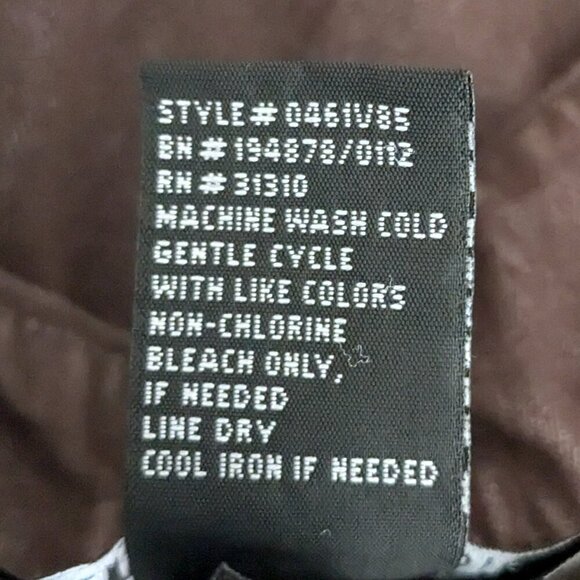 STYLE# 0461V85
BN # 194878/0112
RN # 31310
MACHINE WASH COLD
GENTLE CYCLE
WITH LIKE COLORS
NON-CHLORINE
BLEACH ONLY,
IF NEEDED
LINE DRY
COOL IRON IF NEEDED